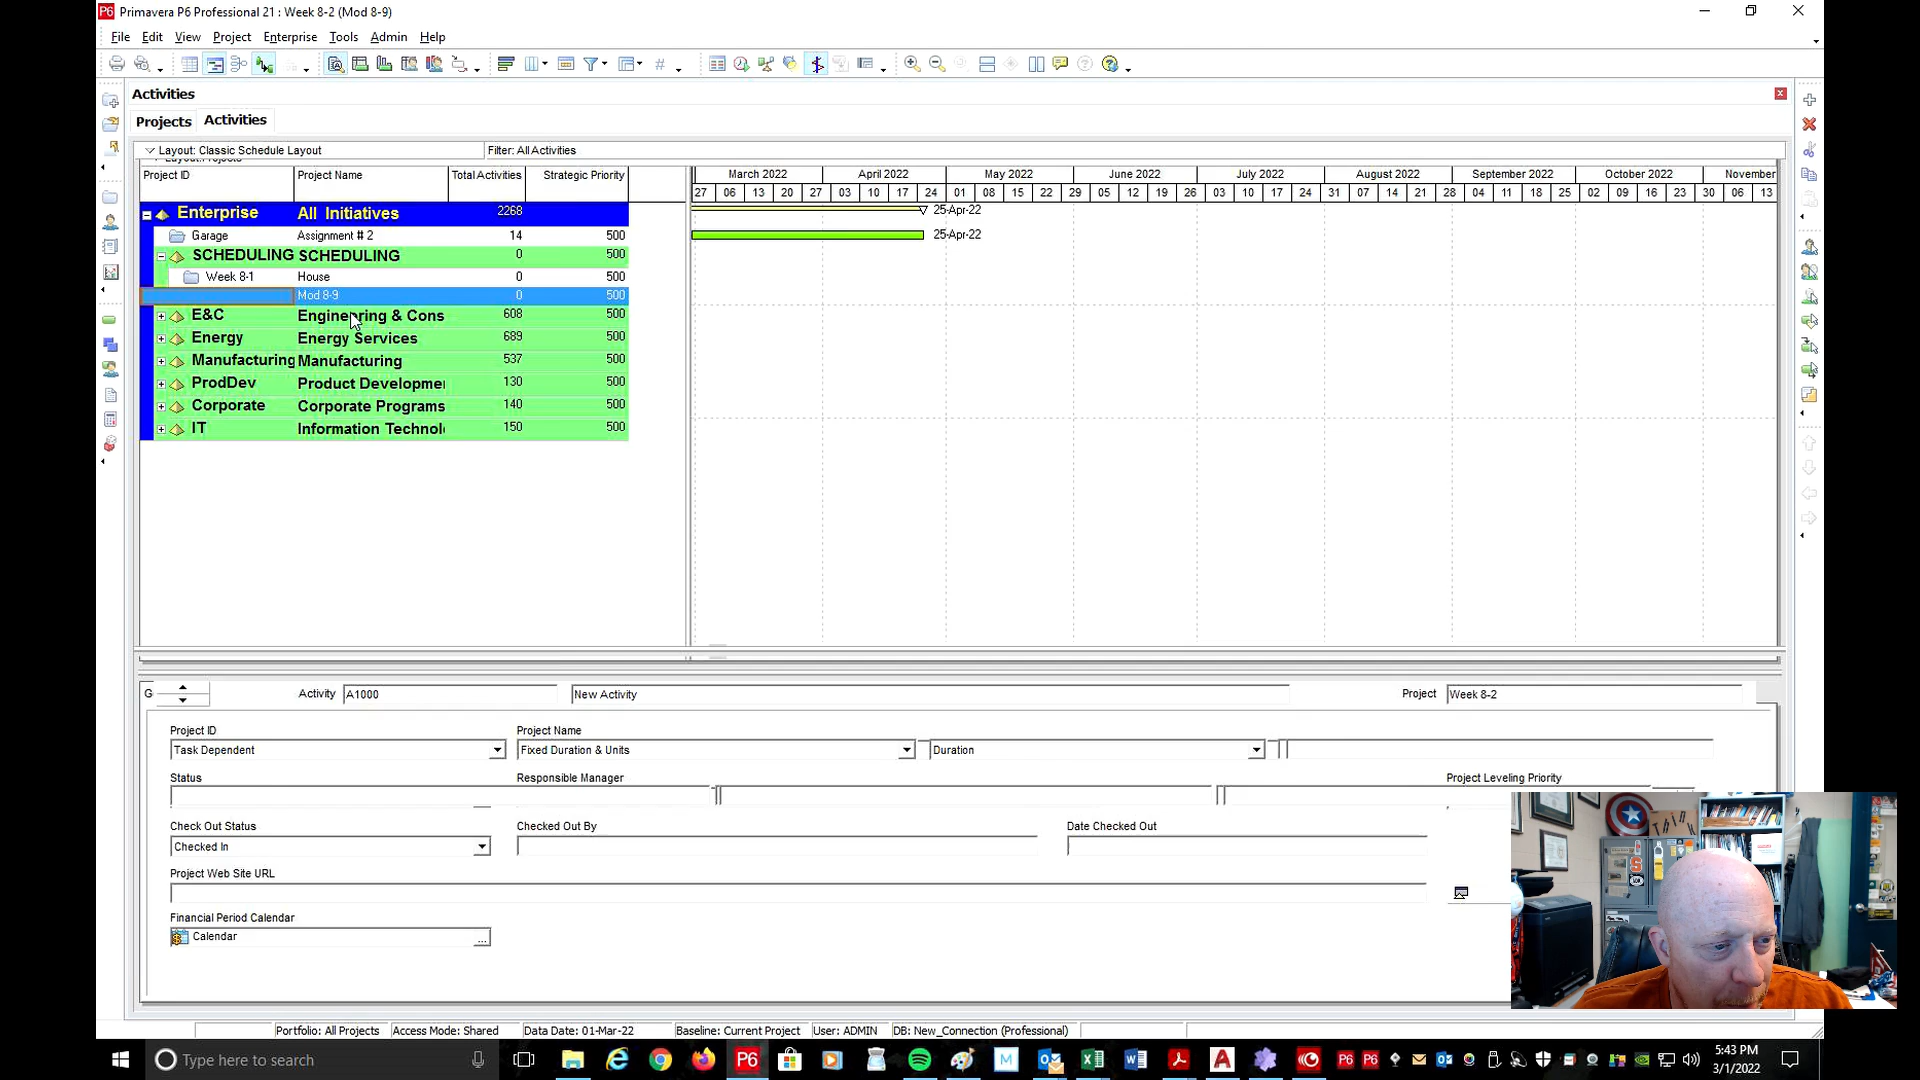 P6 Primavera P6 Professional 21 : Week 8-2 (Mod 8-9)
File Edit View Project Enterprise Tools Admin Help
Activities
Projects Activities
Layout: Classic Schedule Layout Filter: All Activities
Project ID Project Name Total Activities Strategic Priority
March 2022 April 2022 May 2022 June 2022 July 2022 August 2022 September 2022 October 2022 November
27 06 13 20 27 03 10 17 24 01 08 15 22 29 05 12 19 26 03 10 17 24 31 07 14 21 28 04 11 18 25 02 09 16 23 30 06 13
Enterprise All Initiatives 2268 25-Apr-22
Garage Assignment # 2 14 500 25-Apr-22
SCHEDULING SCHEDULING 0 500
Week 8-1 House 0 500
Mod 8-9 0 500
E&C Engineering & Cons 608 500
Energy Energy Services 689 500
Manufacturing Manufacturing 537 500
ProdDev Product Developme 130 500
Corporate Corporate Programs 140 500
IT Information Technol 150 500
G Activity A1000 New Activity Project Week 8-2
Project ID Project Name
Task Dependent Fixed Duration & Units Duration
Status Responsible Manager Project Leveling Priority
Check Out Status Checked Out By Date Checked Out
Checked In
Project Web Site URL
Financial Period Calendar
Calendar ...
THINK
Portfolio: All Projects Access Mode: Shared Data Date: 01-Mar-22 Baseline: Current Project User: ADMIN DB: New_Connection (Professional)
Type here to search
P6
5:43 PM
3/1/2022